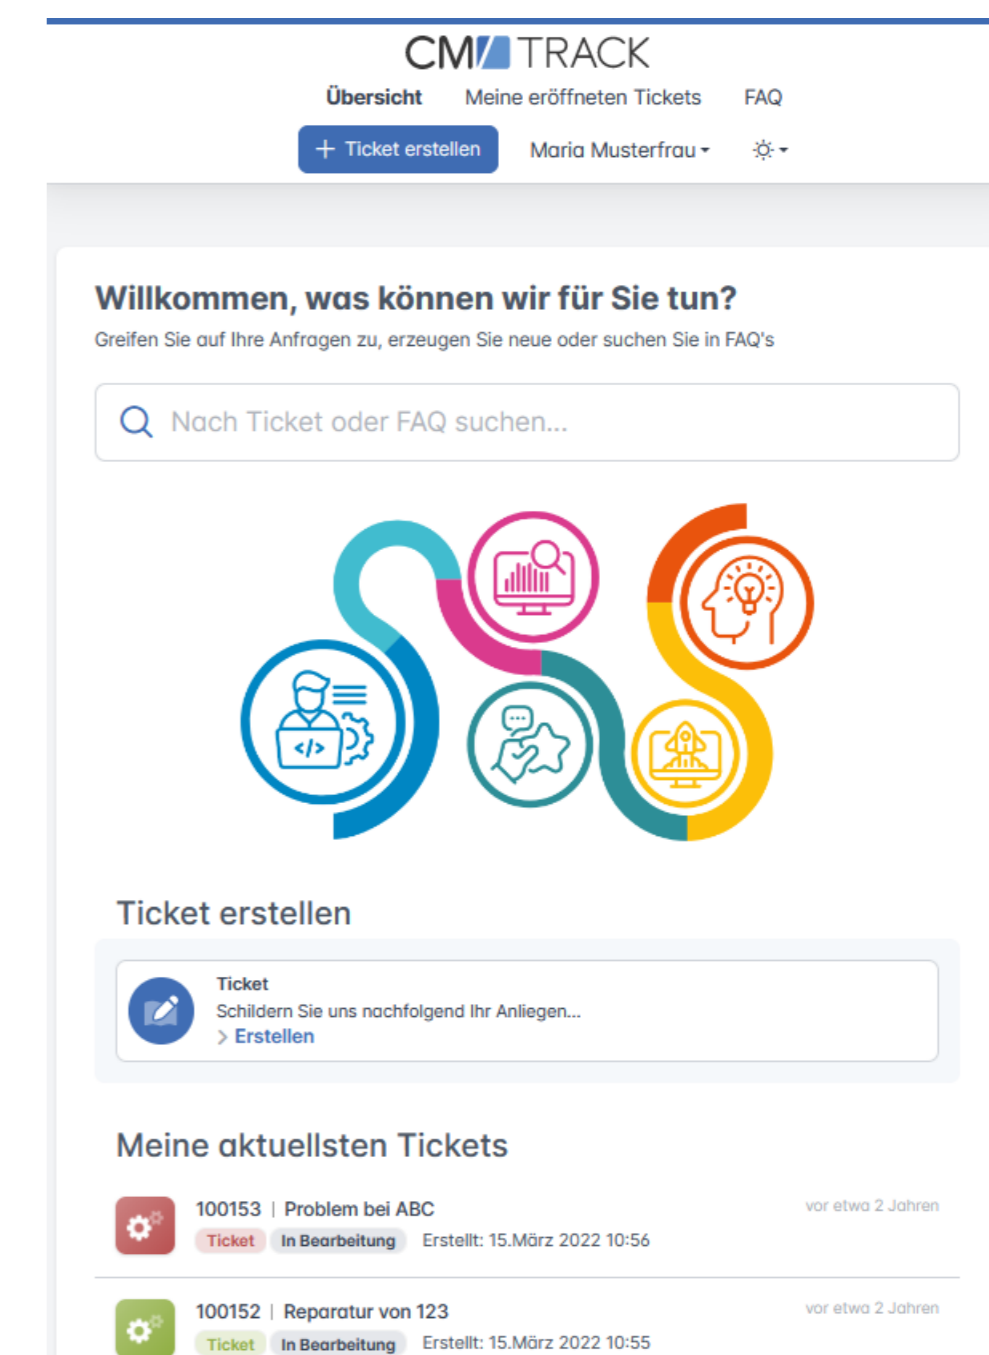 CM/ TRACK
Übersicht Meine eröffneten Tickets FAQ
+ Ticket erstellen Maria Musterfrau
Willkommen, was können wir für Sie tun?
Greifen Sie auf Ihre Anfragen zu, erzeugen Sie neue oder suchen Sie in FAQ's
Nach Ticket oder FAQ suchen...
</>
Ticket erstellen
Ticket
Schildern Sie uns nachfolgend Ihr Anliegen...
> Erstellen
Meine aktuellsten Tickets
100153 | Problem bei ABC vor etwa 2 Jahren
Ticket In Bearbeitung Erstellt: 15.März 2022 10:56
100152 | Reparatur von 123 vor etwa 2 Jahren
Ticket In Bearbeitung Erstellt: 15.März 2022 10:55